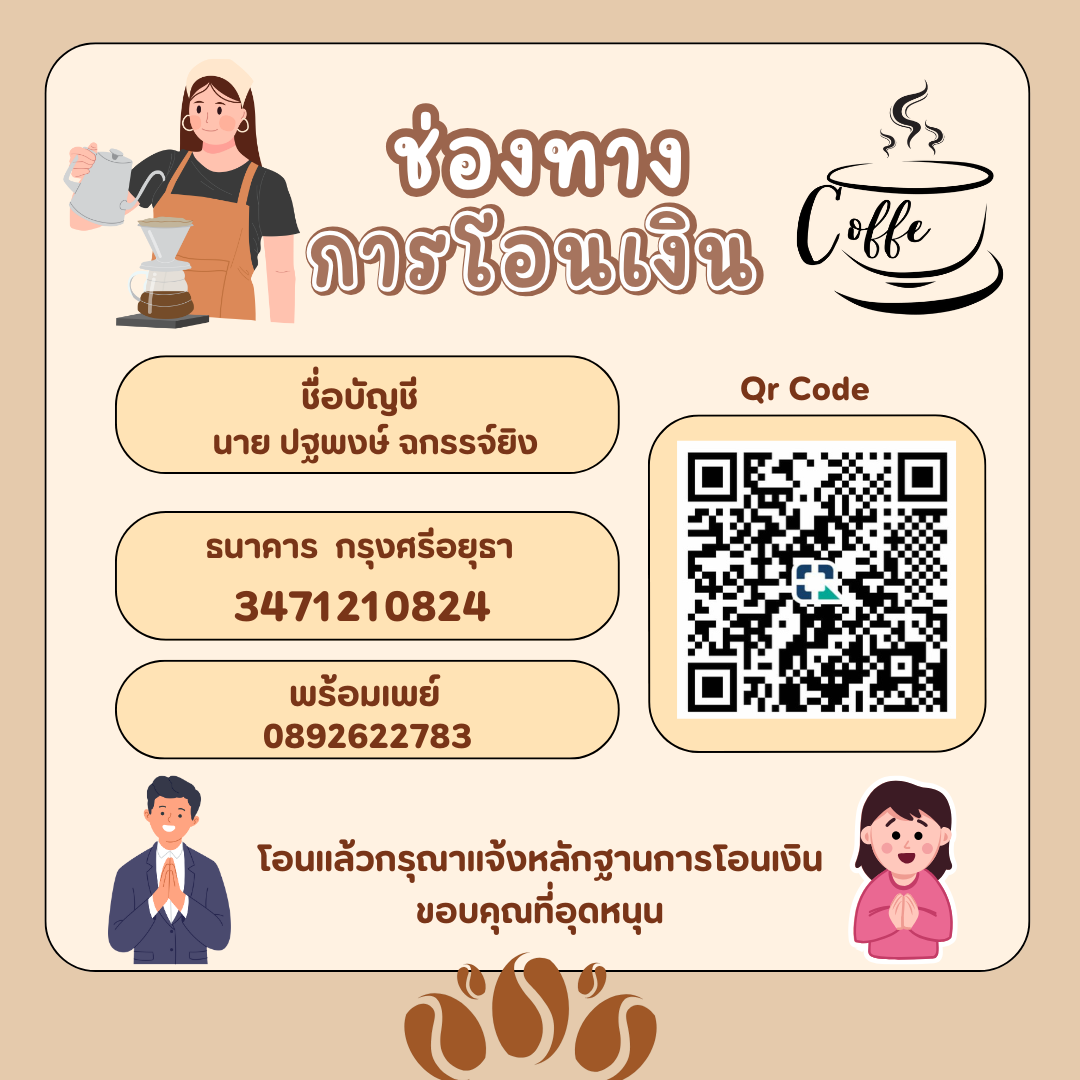 ช่องทาง
การโอนเงิน
Coffe
ชื่อบัญชี
นาย ปฐพงษ์ ฉกรรจ์ยิง
Qr Code
ธนาคาร กรุงศรีอยุธา
3471210824
พร้อมเพย์
0892622783
โอนแล้วกรุณาแจ้งหลักฐานการโอนเงิน
ขอบคุณที่อุดหนุน